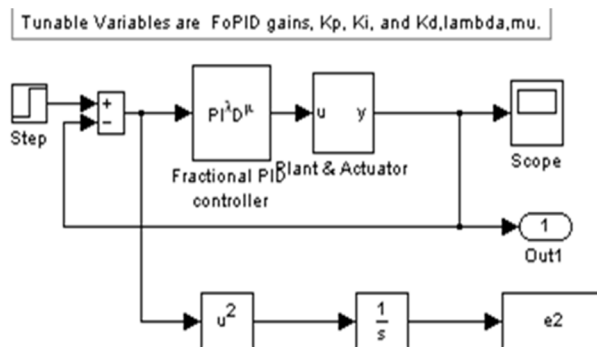 Tunable Variables are FoPID gains, Kp, Ki, and Kd,lambda,mu.
+
−
Step
PI^λD^μ
Fractional PID
controller
u y
Plant & Actuator
Scope
1
Out1
u²
1
s
e2